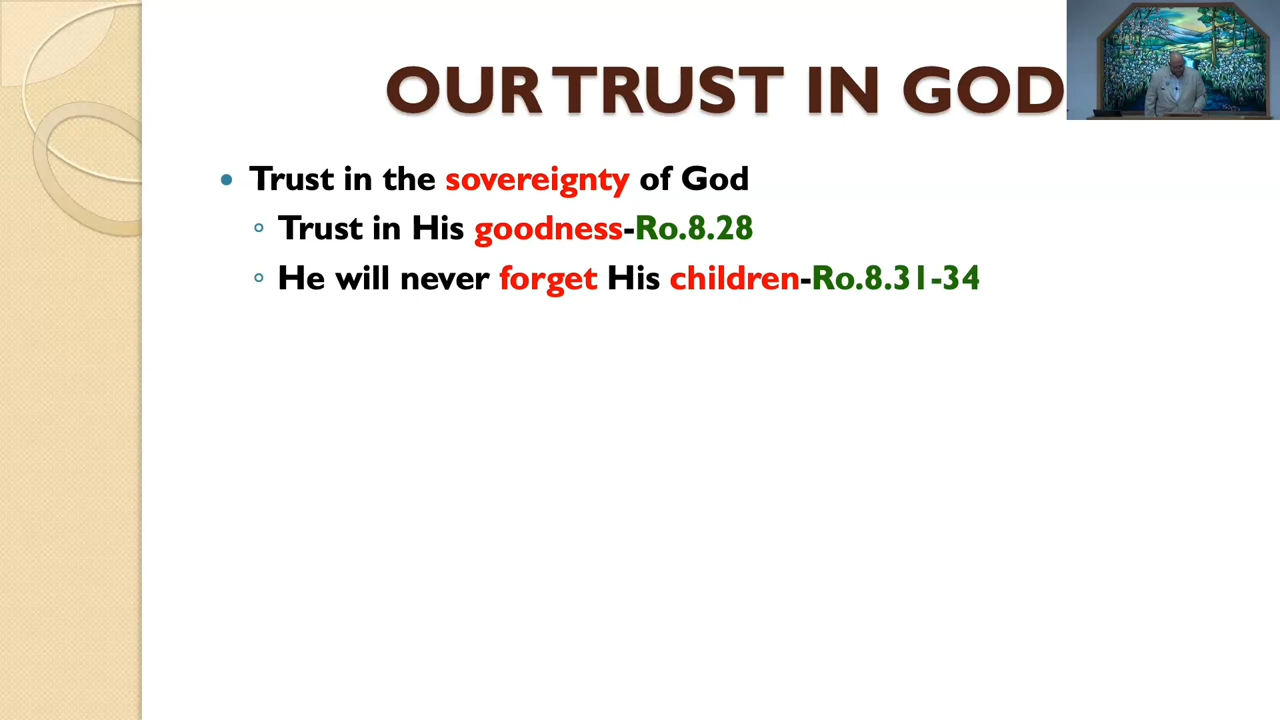 OUR TRUST IN GOD
Trust in the sovereignty of God
Trust in His goodness-Ro.8.28
He will never forget His children-Ro.8.31-34